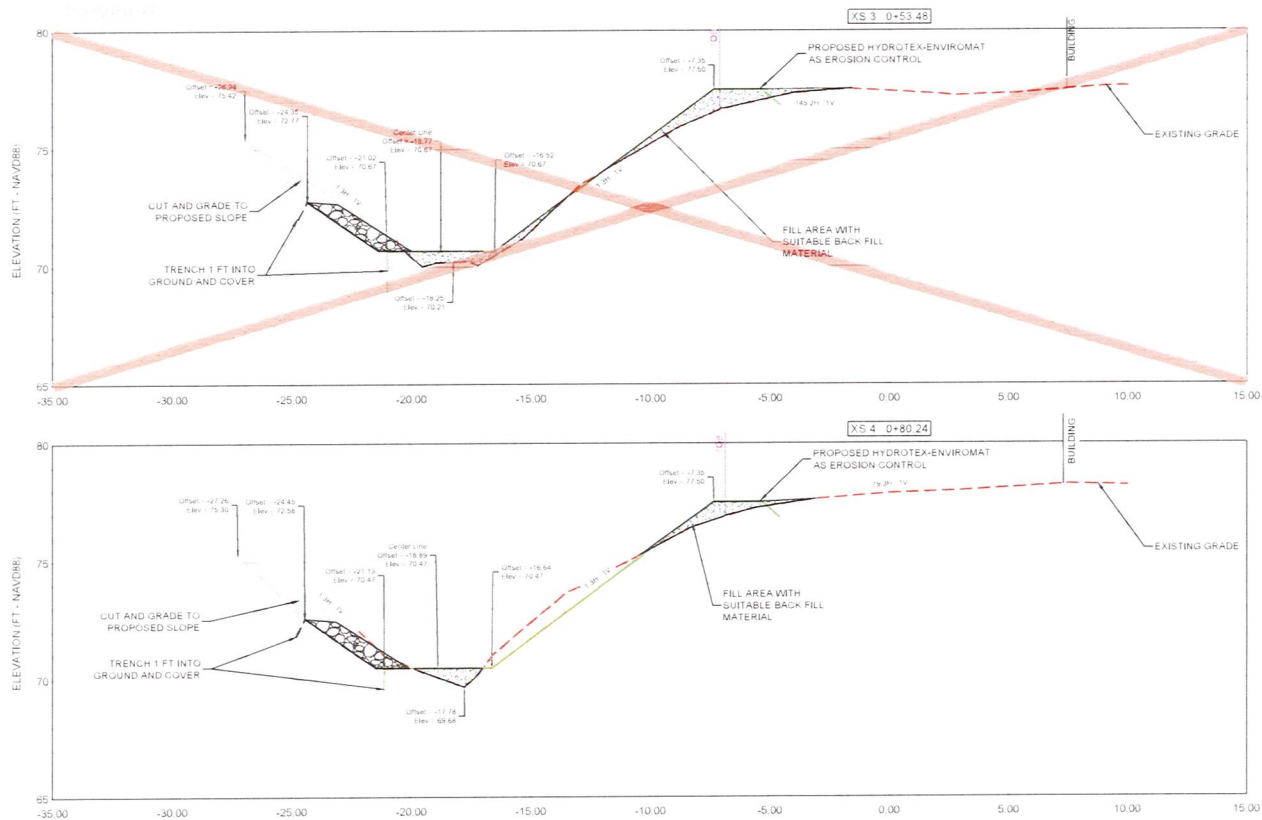 XS 3 0+53.48
ELEVATION (FT - NAVD88)
80
75
70
65
-35.00
-30.00
-25.00
-20.00
-15.00
-10.00
-5.00
0.00
5.00
10.00
15.00
Elev = 75.42
Offset = -24.35
Elev = 72.77
Offset = -21.02
Elev = 70.67
Center Line
Offset = -18.77
Elev = 70.67
Offset = -16.52
Elev = 70.67
Offset = -18.25
Elev = 70.21
Offset = -7.35
Elev = 77.50
CUT AND GRADE TO
PROPOSED SLOPE
TRENCH 1 FT INTO
GROUND AND COVER
PROPOSED HYDROTEX-ENVIROMAT
AS EROSION CONTROL
BUILDING
EXISTING GRADE
FILL AREA WITH
SUITABLE BACK FILL
MATERIAL
XS 4 0+80.24
ELEVATION (FT - NAVD88)
80
75
70
65
-35.00
-30.00
-25.00
-20.00
-15.00
-10.00
-5.00
0.00
5.00
10.00
15.00
Offset = -27.26
Elev = 75.30
Offset = -24.45
Elev = 72.58
Offset = -21.13
Elev = 70.47
Center Line
Offset = -18.89
Elev = 70.47
Offset = -16.64
Elev = 70.47
Offset = -17.78
Elev = 69.68
Offset = -7.35
Elev = 77.50
CUT AND GRADE TO
PROPOSED SLOPE
TRENCH 1 FT INTO
GROUND AND COVER
PROPOSED HYDROTEX-ENVIROMAT
AS EROSION CONTROL
BUILDING
EXISTING GRADE
FILL AREA WITH
SUITABLE BACK FILL
MATERIAL